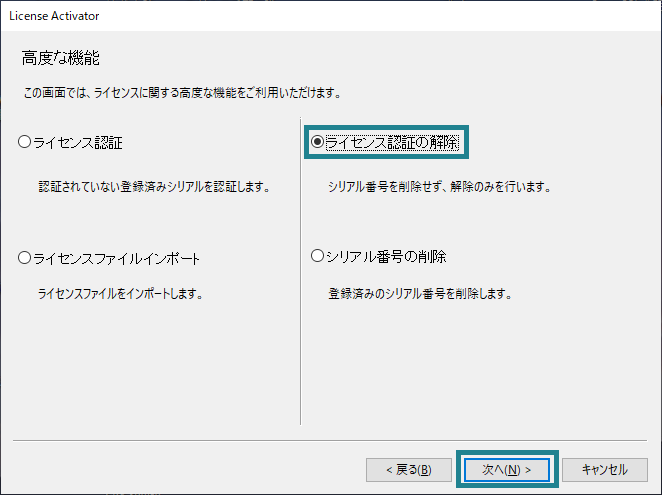 License Activator
高度な機能
この画面では、ライセンスに関する高度な機能をご利用いただけます。
ライセンス認証
認証されていない登録済みシリアルを認証します。
ライセンス認証の解除
シリアル番号を削除せず、解除のみを行います。
ライセンスファイルインポート
ライセンスファイルをインポートします。
シリアル番号の削除
登録済みのシリアル番号を削除します。
< 戻る(B)
次へ(N) >
キャンセル